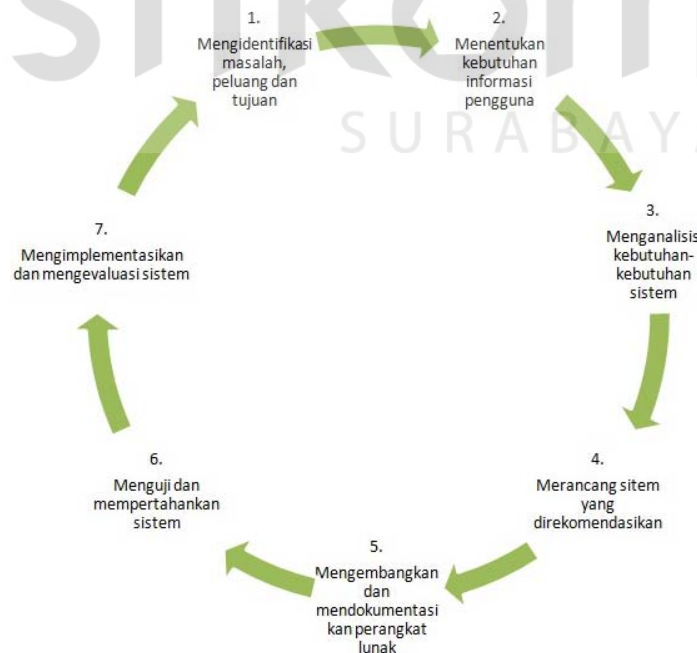 stikom
SURABAYA
1.
Mengidentifikasi
masalah,
peluang dan
tujuan
2.
Menentukan
kebutuhan
informasi
pengguna
3.
Menganalisis
kebutuhan-
kebutuhan
sistem
4.
Merancang sitem
yang
direkomendasikan
5.
Mengembangkan
dan
mendokumentasi
kan perangkat
lunak
6.
Menguji dan
mempertahankan
sistem
7.
Mengimplementasikan
dan mengevaluasi sistem